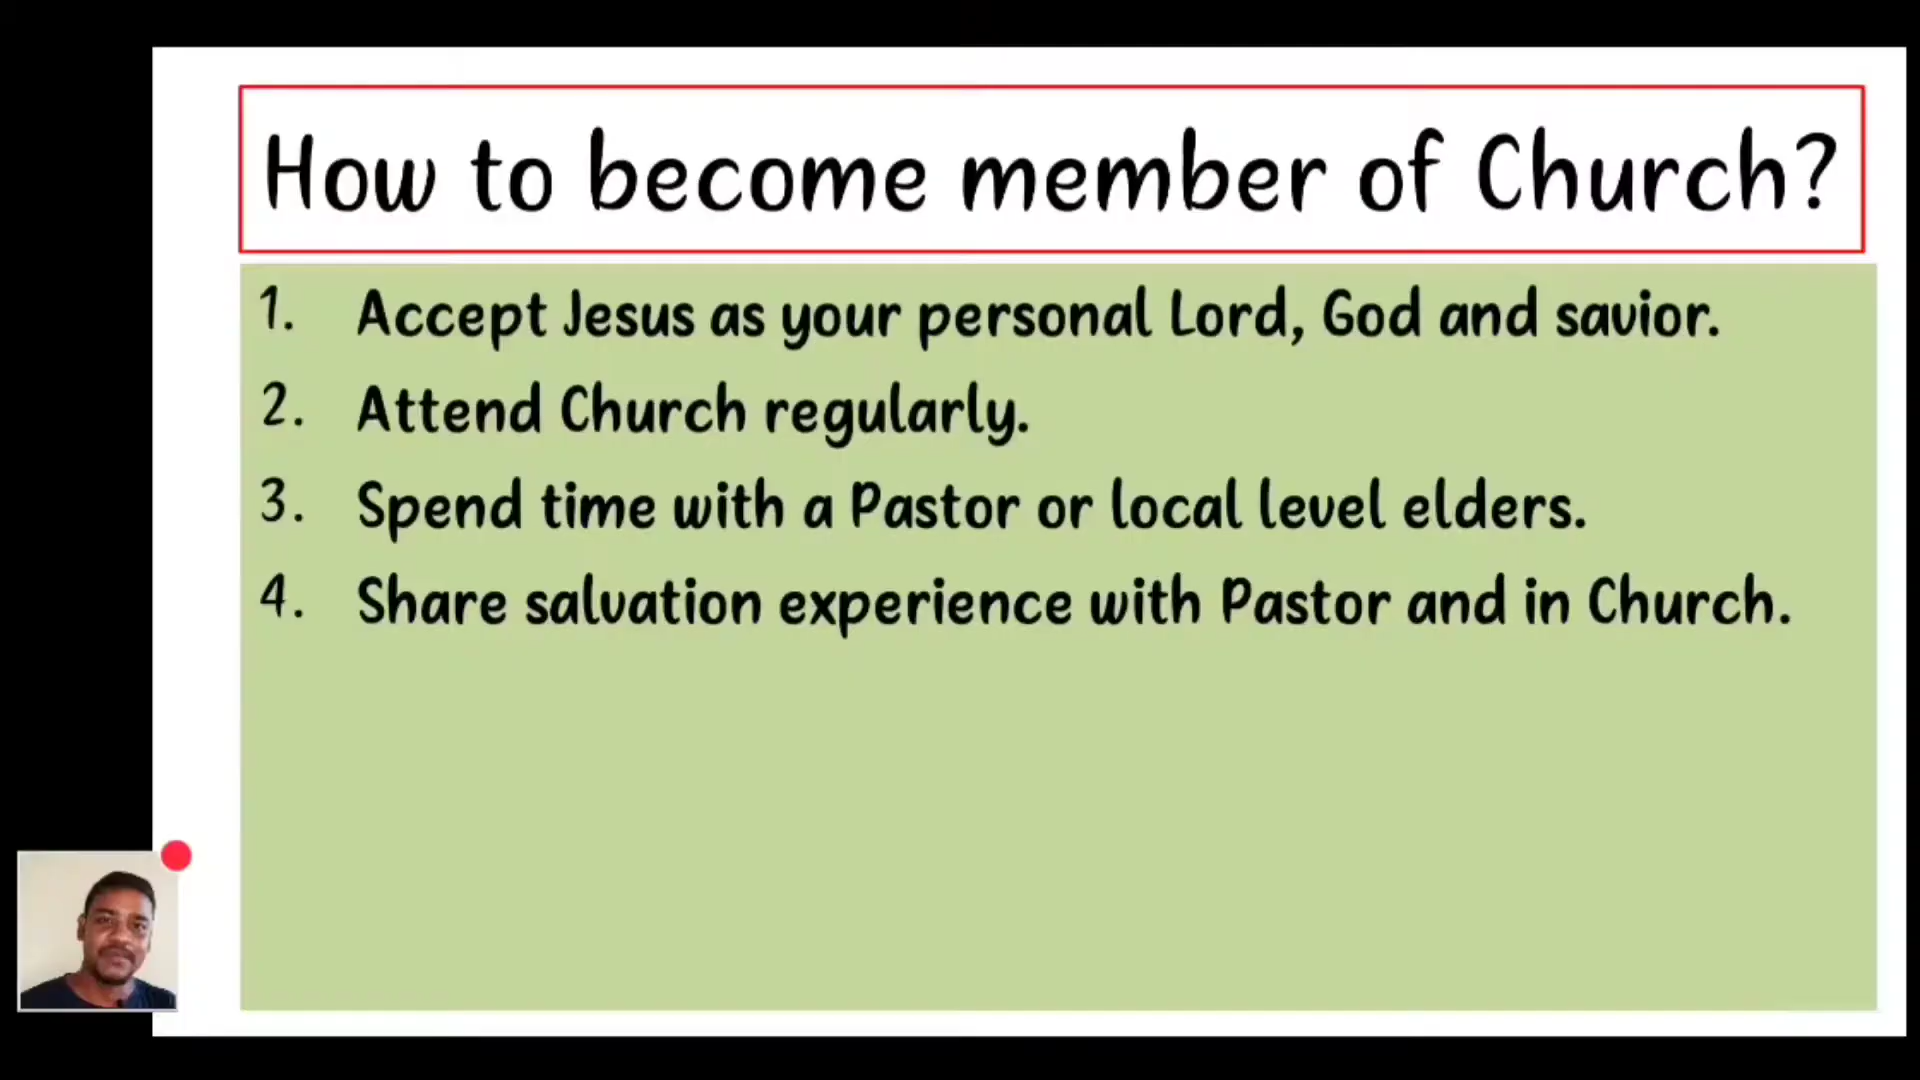 How to become member of Church?
1. Accept Jesus as your personal Lord, God and savior.
2. Attend Church regularly.
3. Spend time with a Pastor or local level elders.
4. Share salvation experience with Pastor and in Church.